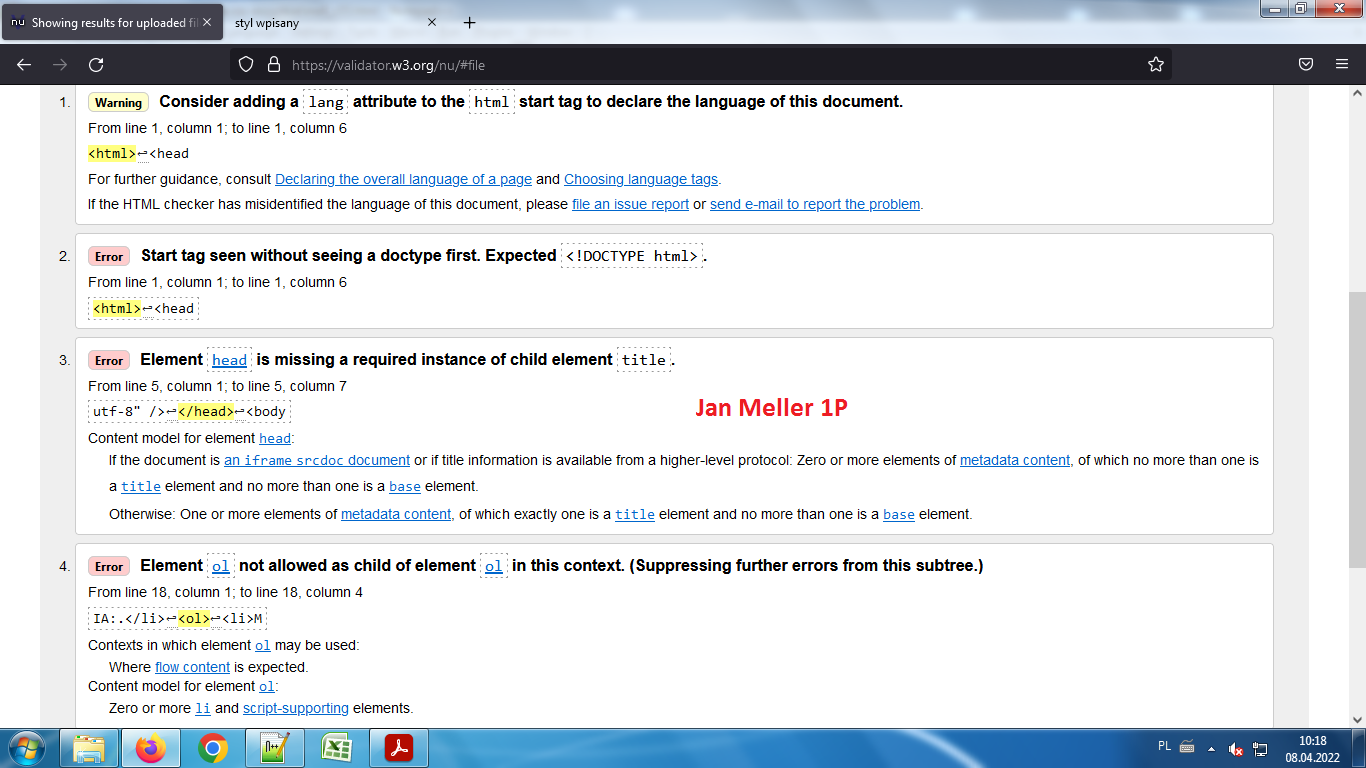 Showing results for uploaded fil
styl wpisany
https://validator.w3.org/nu/#file
1. Warning Consider adding a lang attribute to the html start tag to declare the language of this document.
From line 1, column 1; to line 1, column 6
<html>↩<head
For further guidance, consult Declaring the overall language of a page and Choosing language tags.
If the HTML checker has misidentified the language of this document, please file an issue report or send e-mail to report the problem.
2. Error Start tag seen without seeing a doctype first. Expected <!DOCTYPE html>.
From line 1, column 1; to line 1, column 6
<html>↩<head
3. Error Element head is missing a required instance of child element title.
From line 5, column 1; to line 5, column 7
utf-8" />↩</head>↩<body
Jan Meller 1P
Content model for element head:
If the document is an iframe srcdoc document or if title information is available from a higher-level protocol: Zero or more elements of metadata content, of which no more than one is
a title element and no more than one is a base element.
Otherwise: One or more elements of metadata content, of which exactly one is a title element and no more than one is a base element.
4. Error Element ol not allowed as child of element ol in this context. (Suppressing further errors from this subtree.)
From line 18, column 1; to line 18, column 4
IA:.</li>↩<ol>↩<li>M
Contexts in which element ol may be used:
Where flow content is expected.
Content model for element ol:
Zero or more li and script-supporting elements.
PL
10:18
08.04.2022